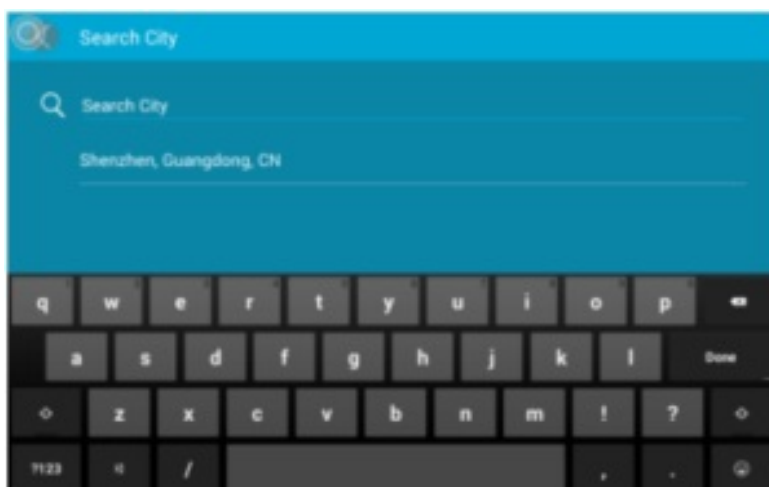 Search City
Search City
Shenzhen, Guangdong, CN
q w e r t y u i o p
a s d f g h j k l Done
z x c v b n m ! ?
?123 / , .